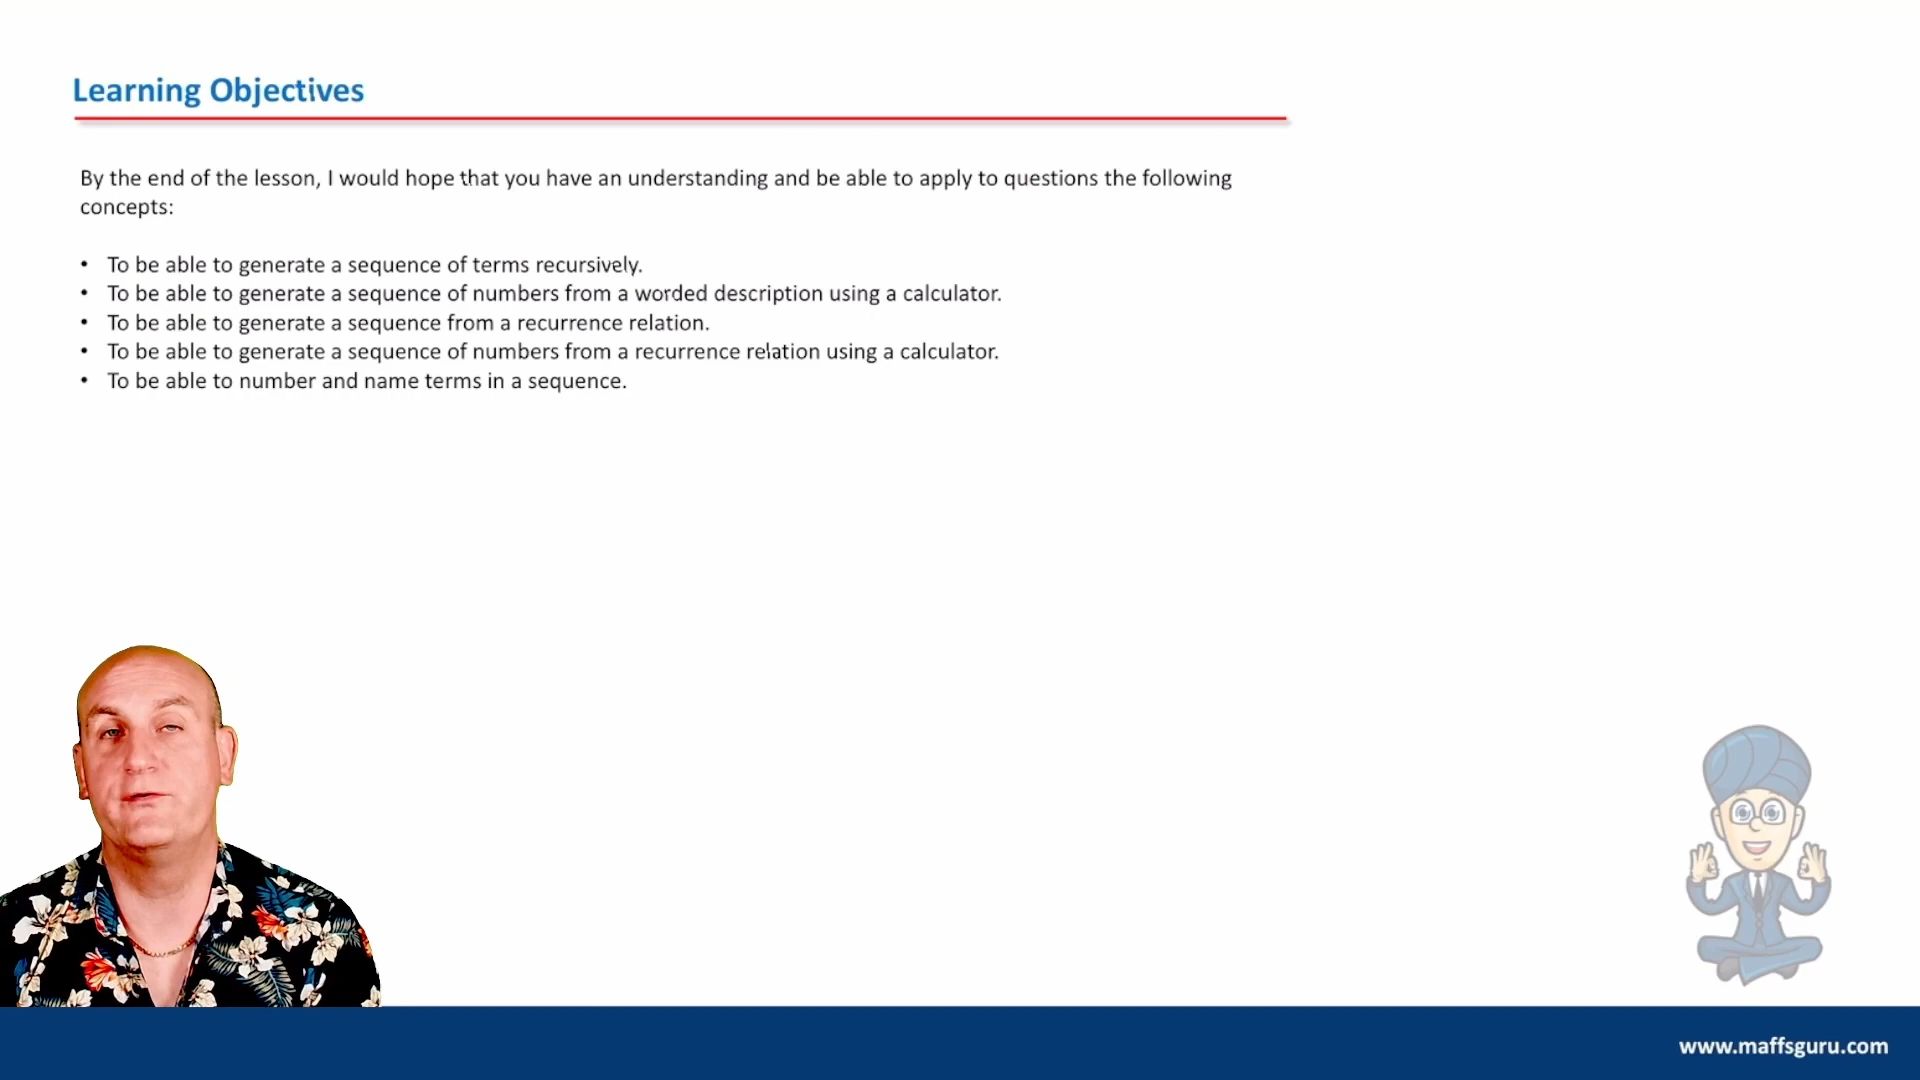 Learning Objectives
By the end of the lesson, I would hope that you have an understanding and be able to apply to questions the following
concepts:
• To be able to generate a sequence of terms recursively.
• To be able to generate a sequence of numbers from a worded description using a calculator.
• To be able to generate a sequence from a recurrence relation.
• To be able to generate a sequence of numbers from a recurrence relation using a calculator.
• To be able to number and name terms in a sequence.
www.maffsguru.com